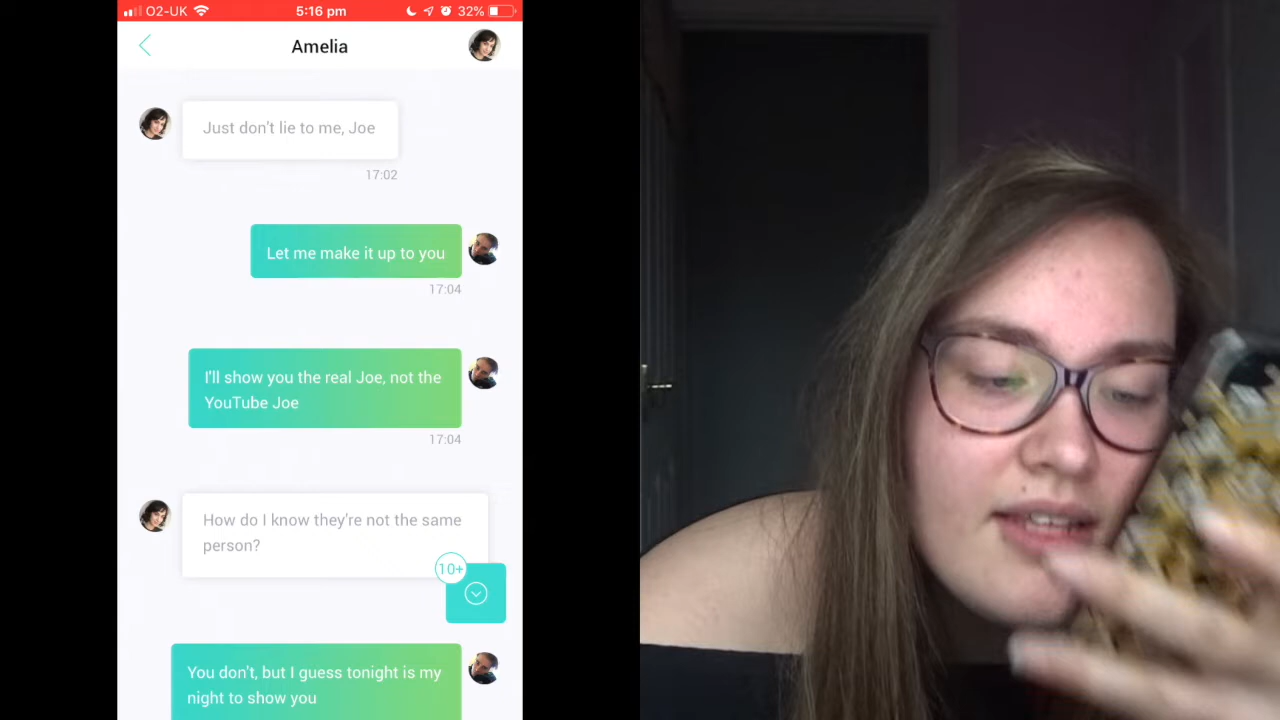 O2-UK 5:16 pm 32%
Amelia
Just don't lie to me, Joe
17:02
Let me make it up to you
17:04
I'll show you the real Joe, not the
YouTube Joe
17:04
How do I know they're not the same
person?
10+
You don't, but I guess tonight is my
night to show you